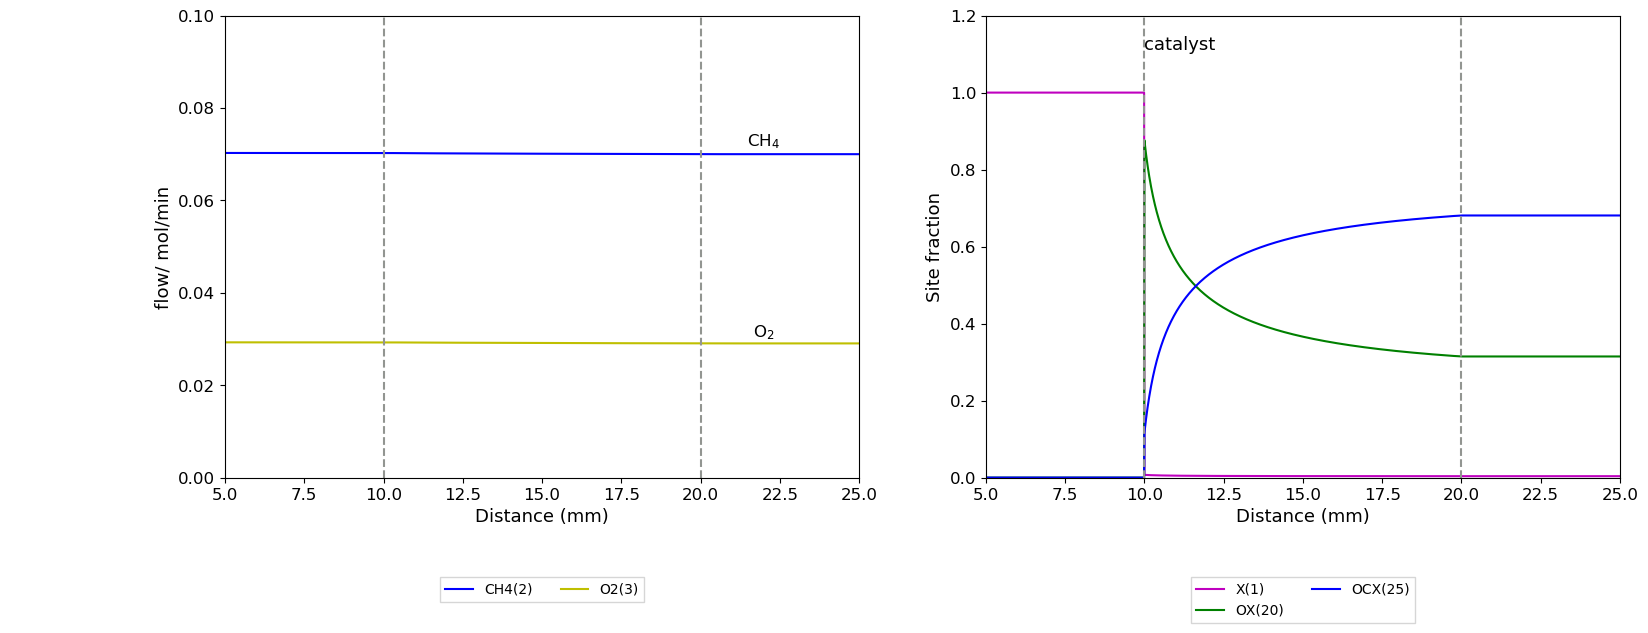 0.10
0.08
0.06
0.04
0.02
0.00
flow/ mol/min
CH4
O2
5.0 7.5 10.0 12.5 15.0 17.5 20.0 22.5 25.0
Distance (mm)
CH4(2) O2(3)
1.2
1.0
0.8
0.6
0.4
0.2
0.0
Site fraction
catalyst
5.0 7.5 10.0 12.5 15.0 17.5 20.0 22.5 25.0
Distance (mm)
X(1) OCX(25)
OX(20)